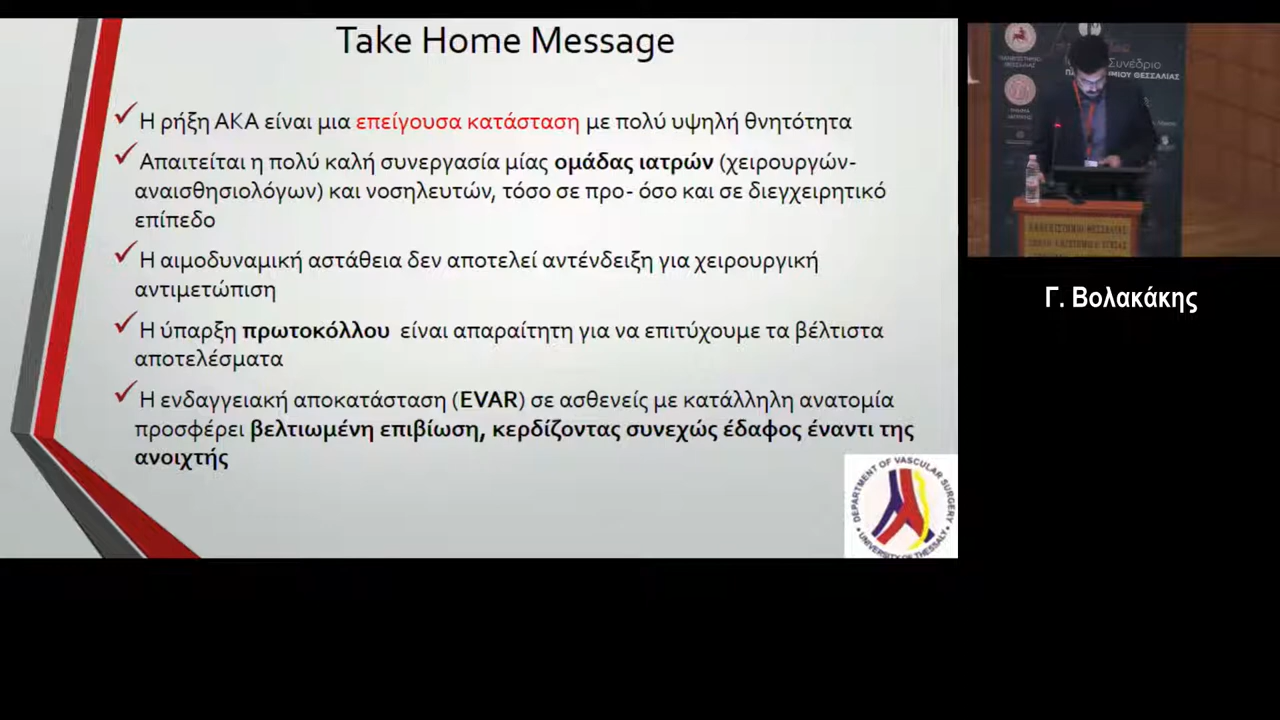 Take Home Message
Η ρήξη ΑΚΑ είναι μια επείγουσα κατάσταση με πολύ υψηλή θνητότητα
Απαιτείται η πολύ καλή συνεργασία μίας ομάδας ιατρών (χειρουργών-
αναισθησιολόγων) και νοσηλευτών, τόσο σε προ- όσο και σε διεγχειρητικό
επίπεδο
Η αιμοδυναμική αστάθεια δεν αποτελεί αντένδειξη για χειρουργική
αντιμετώπιση
Η ύπαρξη πρωτοκόλλου είναι απαραίτητη για να επιτύχουμε τα βέλτιστα
αποτελέσματα
Η ενδαγγειακή αποκατάσταση (EVAR) σε ασθενείς με κατάλληλη ανατομία
προσφέρει βελτιωμένη επιβίωση, κερδίζοντας συνεχώς έδαφος έναντι της
ανοιχτής
DEPARTMENT OF VASCULAR SURGERY
UNIVERSITY OF THESSALY
Συνέδριο
ΘΕΣΣΑΛΙΑΣ
Γ. Βολακάκης